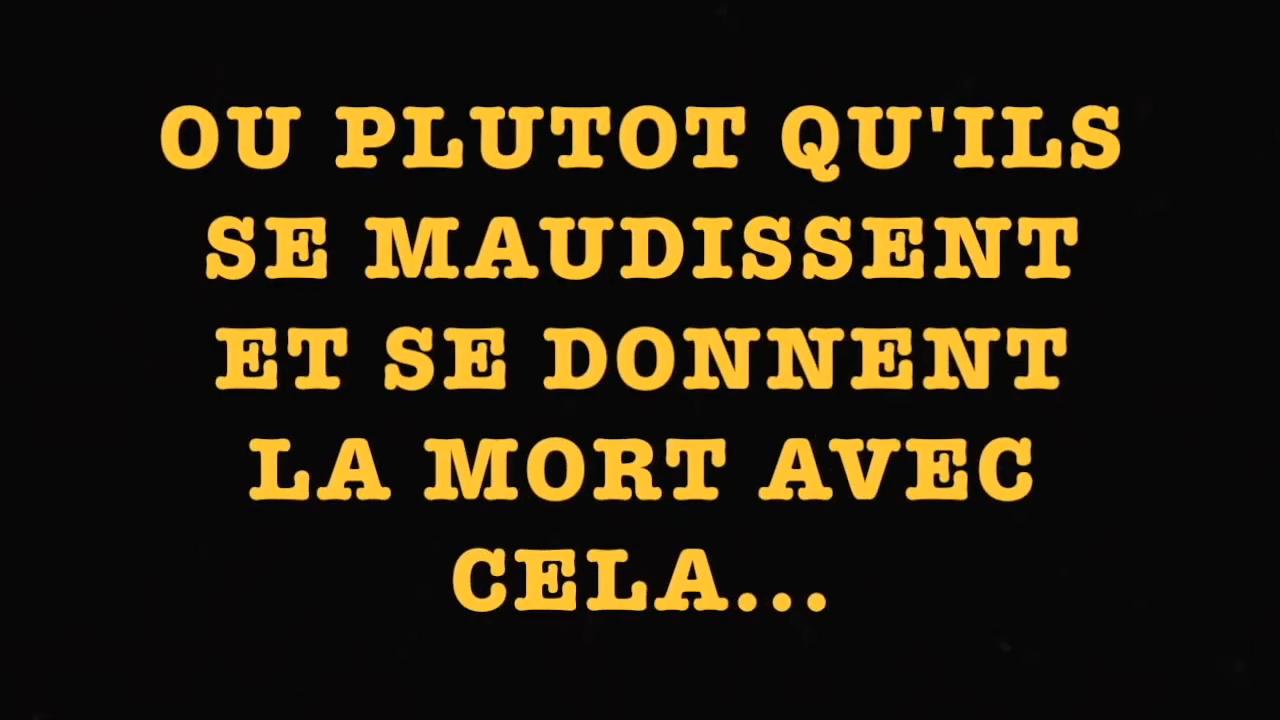 OU PLUTOT QU'ILS
SE MAUDISSENT
ET SE DONNENT
LA MORT AVEC
CELA...